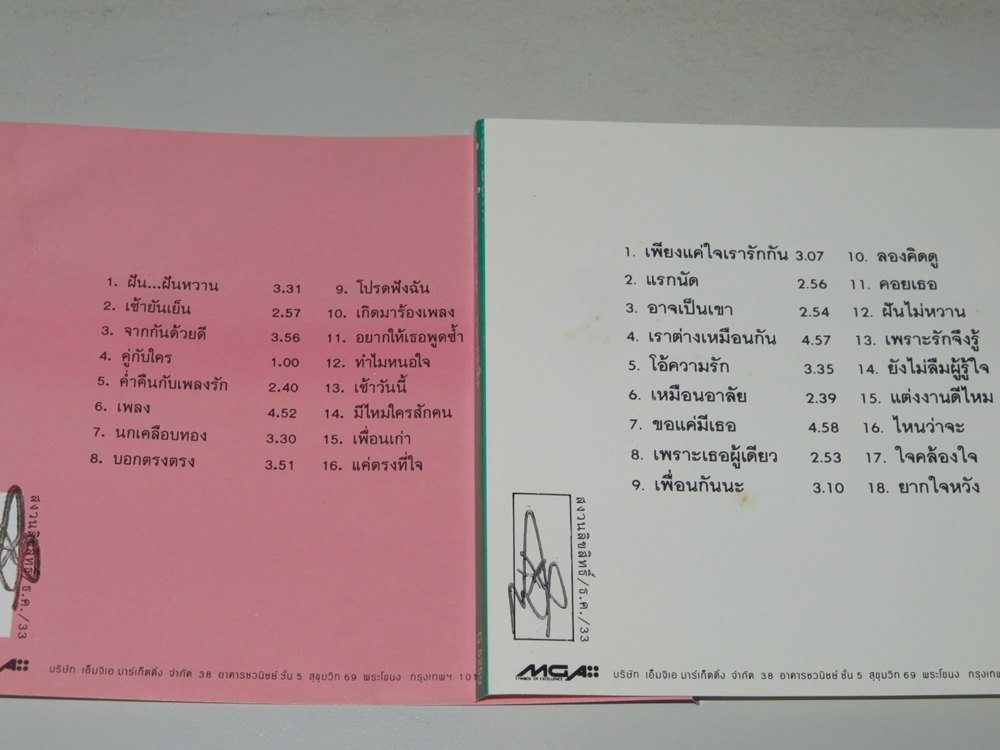 1. ฝัน...ฝันหวาน 3.31 9. โปรดฟังฉัน
2. เช้ายันเย็น 2.57 10. เกิดมาร้องเพลง
3. จากกันด้วยดี 3.56 11. อยากให้เธอพูดซ้ำ
4. คู่กับใคร 1.00 12. ทำไมหนอใจ
5. ค่ำคืนกับเพลงรัก 2.40 13. เช้าวันนี้
6. เพลง 4.52 14. มีไหมใครสักคน
7. นกเคลือบทอง 3.30 15. เพื่อนเก่า
8. บอกตรงตรง 3.51 16. แค่ตรงที่ใจ
สงวนลิขสิทธิ์/ธ.ค./33
บริษัท เอ็มจีเอ มาร์เก็ตติ้ง จำกัด 38 อาคารชวนิชย์ ชั้น 5 สุขุมวิท 69 พระโขนง กรุงเทพฯ 101
1. เพียงแค่ใจเรารักกัน 3.07 10. ลองคิดดู
2. แรกนัด 2.56 11. คอยเธอ
3. อาจเป็นเขา 2.54 12. ฝันไม่หวาน
4. เราต่างเหมือนกัน 4.57 13. เพราะรักจึงรู้
5. โอ้ความรัก 3.35 14. ยังไม่ลืมผู้รู้ใจ
6. เหมือนอาลัย 2.39 15. แต่งงานดีไหม
7. ขอแค่มีเธอ 4.58 16. ไหนว่าจะ
8. เพราะเธอผู้เดียว 2.53 17. ใจคล้องใจ
9. เพื่อนกันนะ 3.10 18. ยากใจหวัง
สงวนลิขสิทธิ์/ธ.ค./33
MGA
SYMBOL OF EXCELLENCE
บริษัท เอ็มจีเอ มาร์เก็ตติ้ง จำกัด 38 อาคารชวนิชย์ ชั้น 5 สุขุมวิท 69 พระโขนง กรุงเทพ